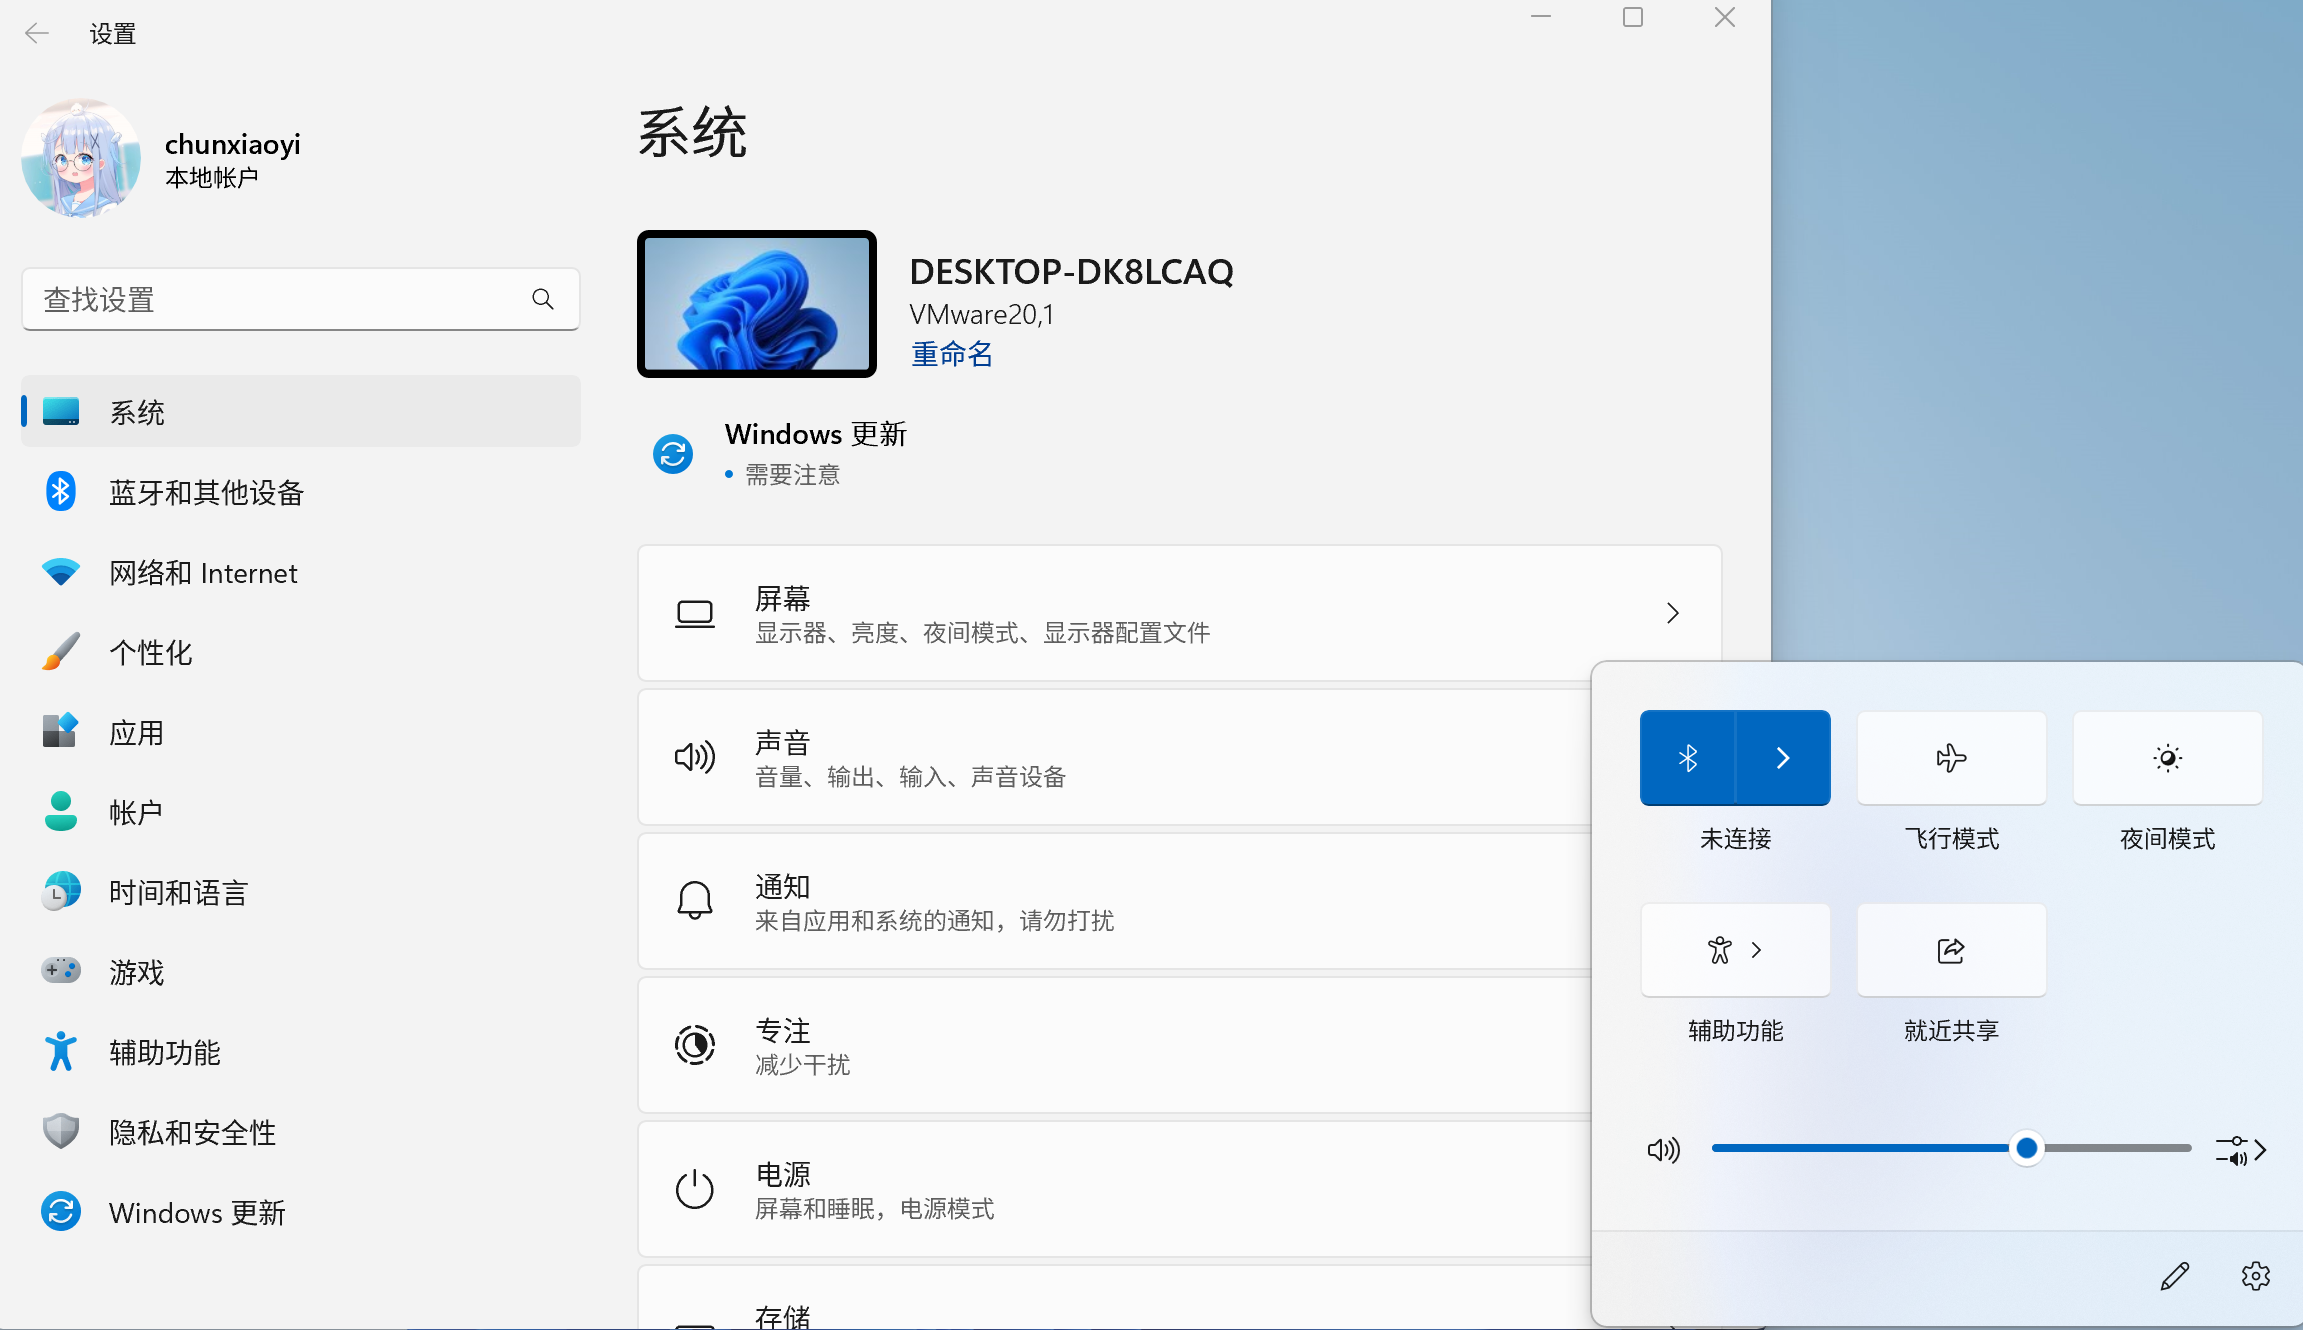 设置
chunxiaoyi
本地帐户
查找设置
系统
蓝牙和其他设备
网络和 Internet
个性化
应用
帐户
时间和语言
游戏
辅助功能
隐私和安全性
Windows 更新
系统
DESKTOP-DK8LCAQ
VMware20,1
重命名
Windows 更新
需要注意
屏幕
显示器、亮度、夜间模式、显示器配置文件
声音
音量、输出、输入、声音设备
通知
来自应用和系统的通知，请勿打扰
专注
减少干扰
电源
屏幕和睡眠，电源模式
存储
未连接
飞行模式
夜间模式
辅助功能
就近共享